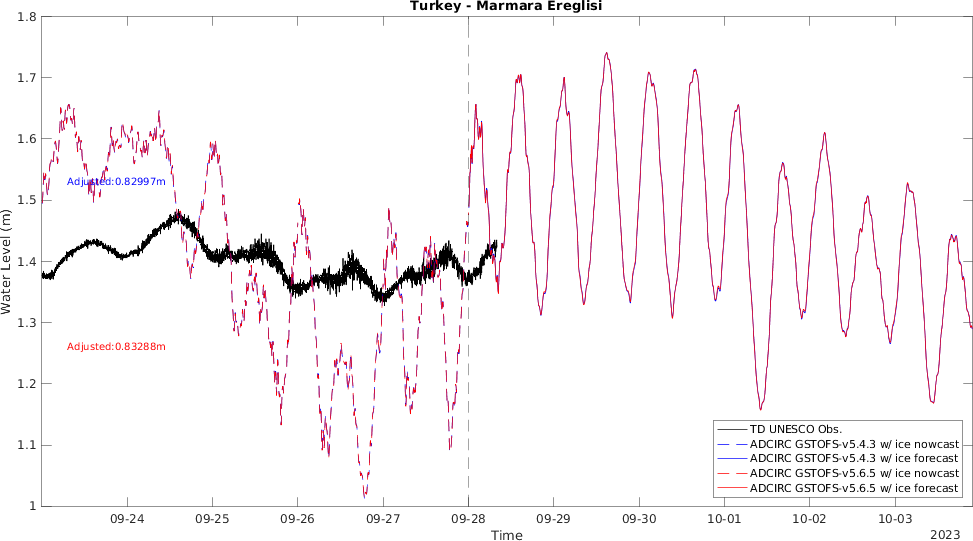 Turkey - Marmara Ereglisi
1.8
1.7
1.6
1.5
1.4
1.3
1.2
1.1
1
Water Level (m)
Adjusted:0.82997m
Adjusted:0.83288m
TD UNESCO Obs.
ADCIRC GSTOFS-v5.4.3 w/ ice nowcast
ADCIRC GSTOFS-v5.4.3 w/ ice forecast
ADCIRC GSTOFS-v5.6.5 w/ ice nowcast
ADCIRC GSTOFS-v5.6.5 w/ ice forecast
09-24 09-25 09-26 09-27 09-28 09-29 09-30 10-01 10-02 10-03
Time
2023